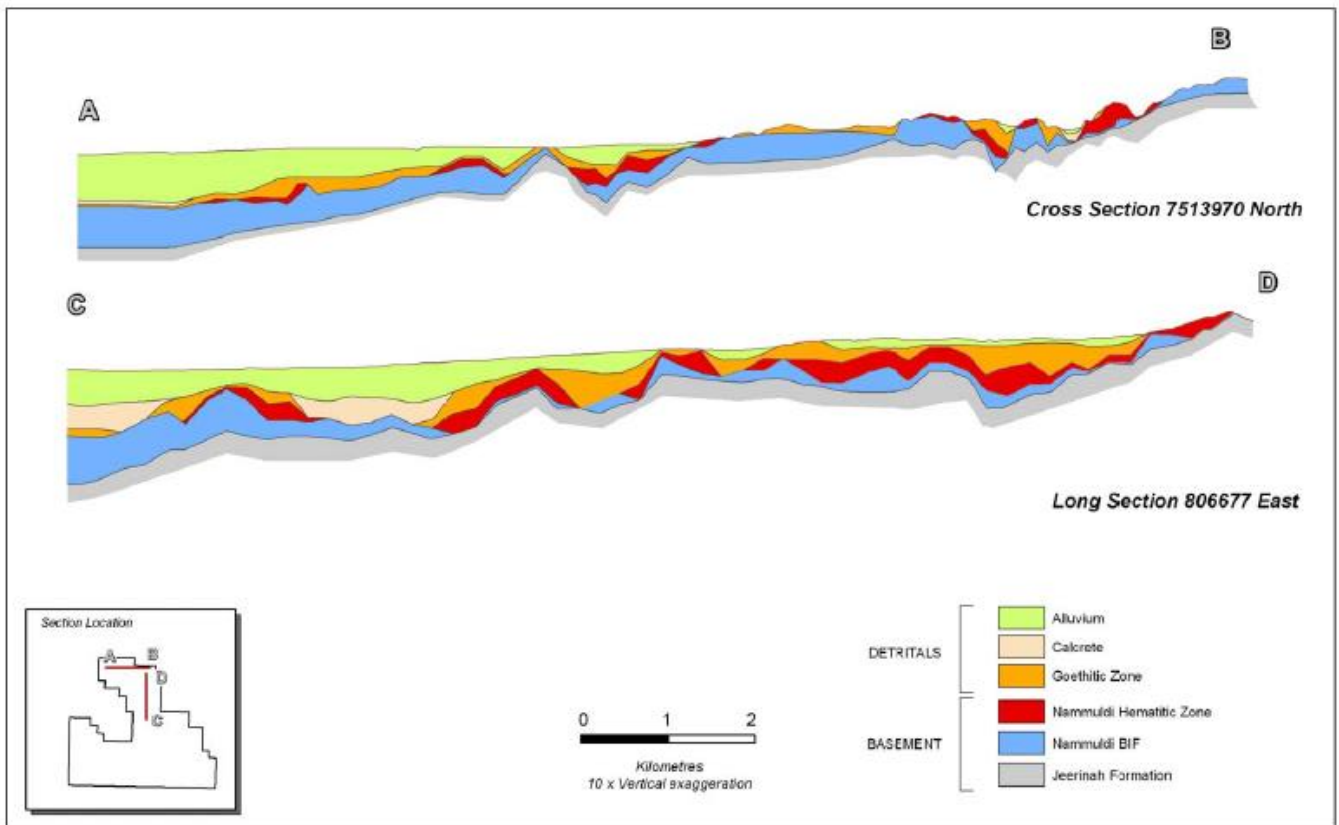 A
B
Cross Section 7513970 North
C
D
Long Section 806677 East
Section Location
A
B
D
C
0 1 2
Kilometres
10 x Vertical exaggeration
DETRITALS
Alluvium
Calcrete
Goethitic Zone
BASEMENT
Nammuldi Hematitic Zone
Nammuldi BIF
Jeerinah Formation